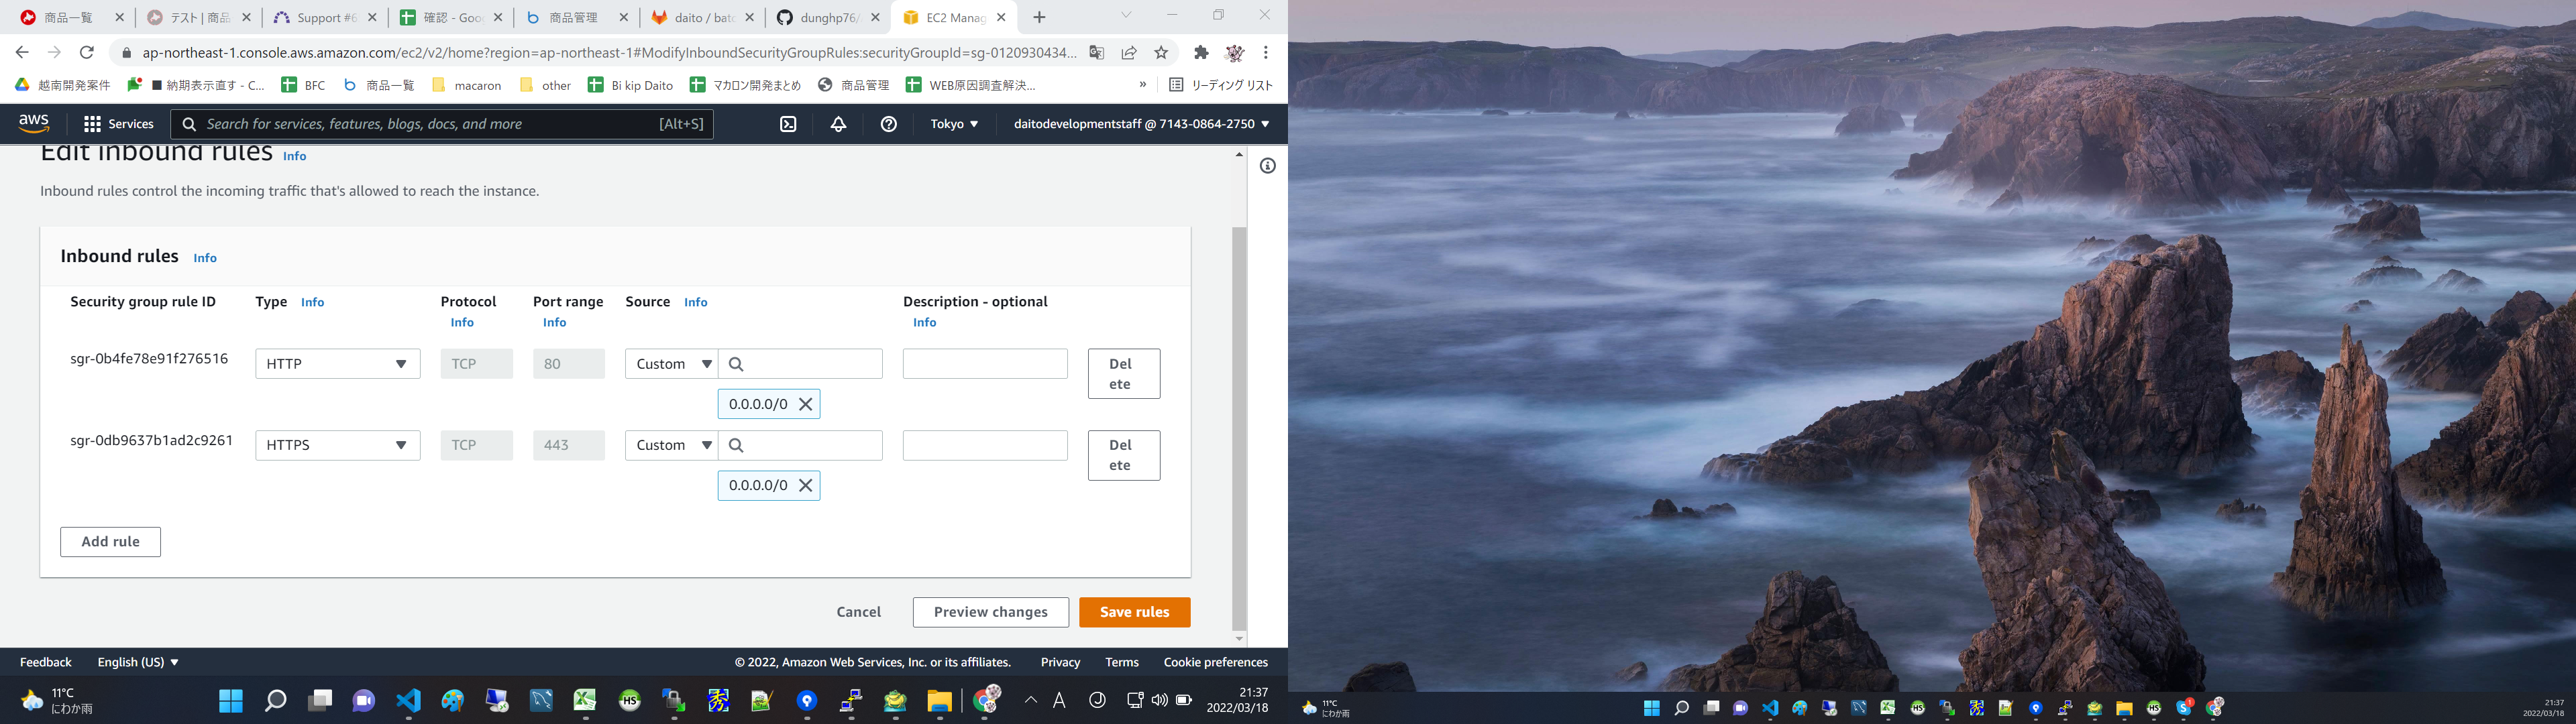 商品一覧
テスト | 商品
Support #6
確認 - Goo
商品管理
daito / bat
dunghp76/
EC2 Manag
ap-northeast-1.console.aws.amazon.com/ec2/v2/home?region=ap-northeast-1#ModifyInboundSecurityGroupRules:securityGroupId=sg-0120930434...
越南開発案件
■ 納期表示直す - C...
BFC
商品一覧
macaron
other
Bi kip Daito
マカロン開発まとめ
商品管理
WEB原因調査解決...
»
リーディング リスト
aws
Services
Search for services, features, blogs, docs, and more
[Alt+S]
Tokyo
daitodevelopmentstaff @ 7143-0864-2750
Edit inbound rules Info
Inbound rules control the incoming traffic that's allowed to reach the instance.
Inbound rules Info
Security group rule ID
Type Info
Protocol
Info
Port range
Info
Source Info
Description - optional
Info
sgr-0b4fe78e91f276516
HTTP
TCP
80
Custom
0.0.0.0/0
Del
ete
sgr-0db9637b1ad2c9261
HTTPS
TCP
443
Custom
0.0.0.0/0
Del
ete
Add rule
Cancel
Preview changes
Save rules
Feedback
English (US)
© 2022, Amazon Web Services, Inc. or its affiliates.
Privacy
Terms
Cookie preferences
11°C
にわか雨
HS
秀
A
21:37
2022/03/18
11°C
にわか雨
HS
秀
HS
1
21:37
2022/03/18